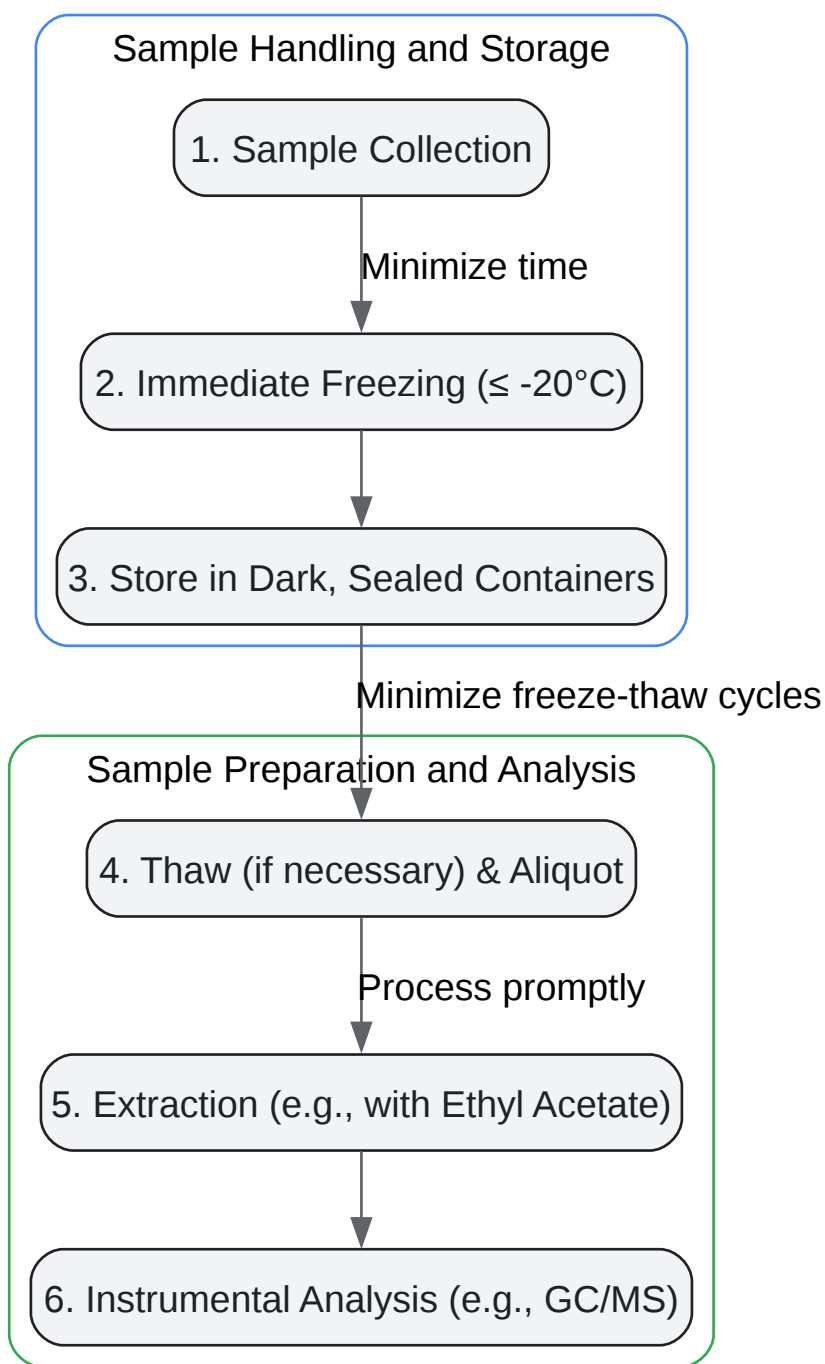 Sample Handling and Storage
1. Sample Collection
Minimize time
2. Immediate Freezing (≤ -20°C)
3. Store in Dark, Sealed Containers
Minimize freeze-thaw cycles
Sample Preparation and Analysis
4. Thaw (if necessary) & Aliquot
Process promptly
5. Extraction (e.g., with Ethyl Acetate)
6. Instrumental Analysis (e.g., GC/MS)